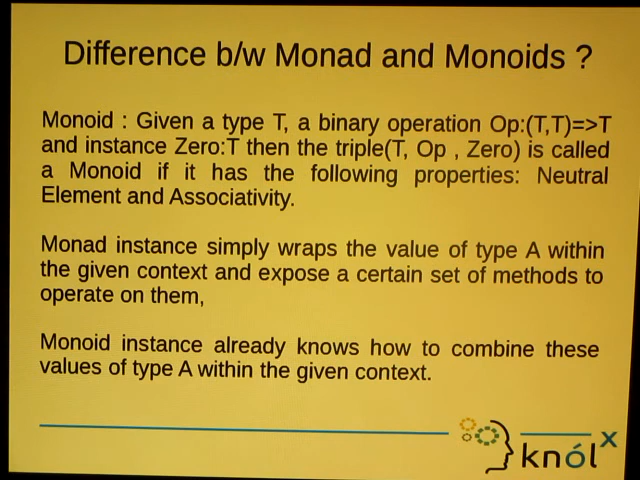 Difference b/w Monad and Monoids ?
Monoid : Given a type T, a binary operation Op:(T,T)=>T
and instance Zero:T then the triple(T, Op , Zero) is called
a Monoid if it has the following properties: Neutral
Element and Associativity.
Monad instance simply wraps the value of type A within
the given context and expose a certain set of methods to
operate on them,
Monoid instance already knows how to combine these
values of type A within the given context.
knólx